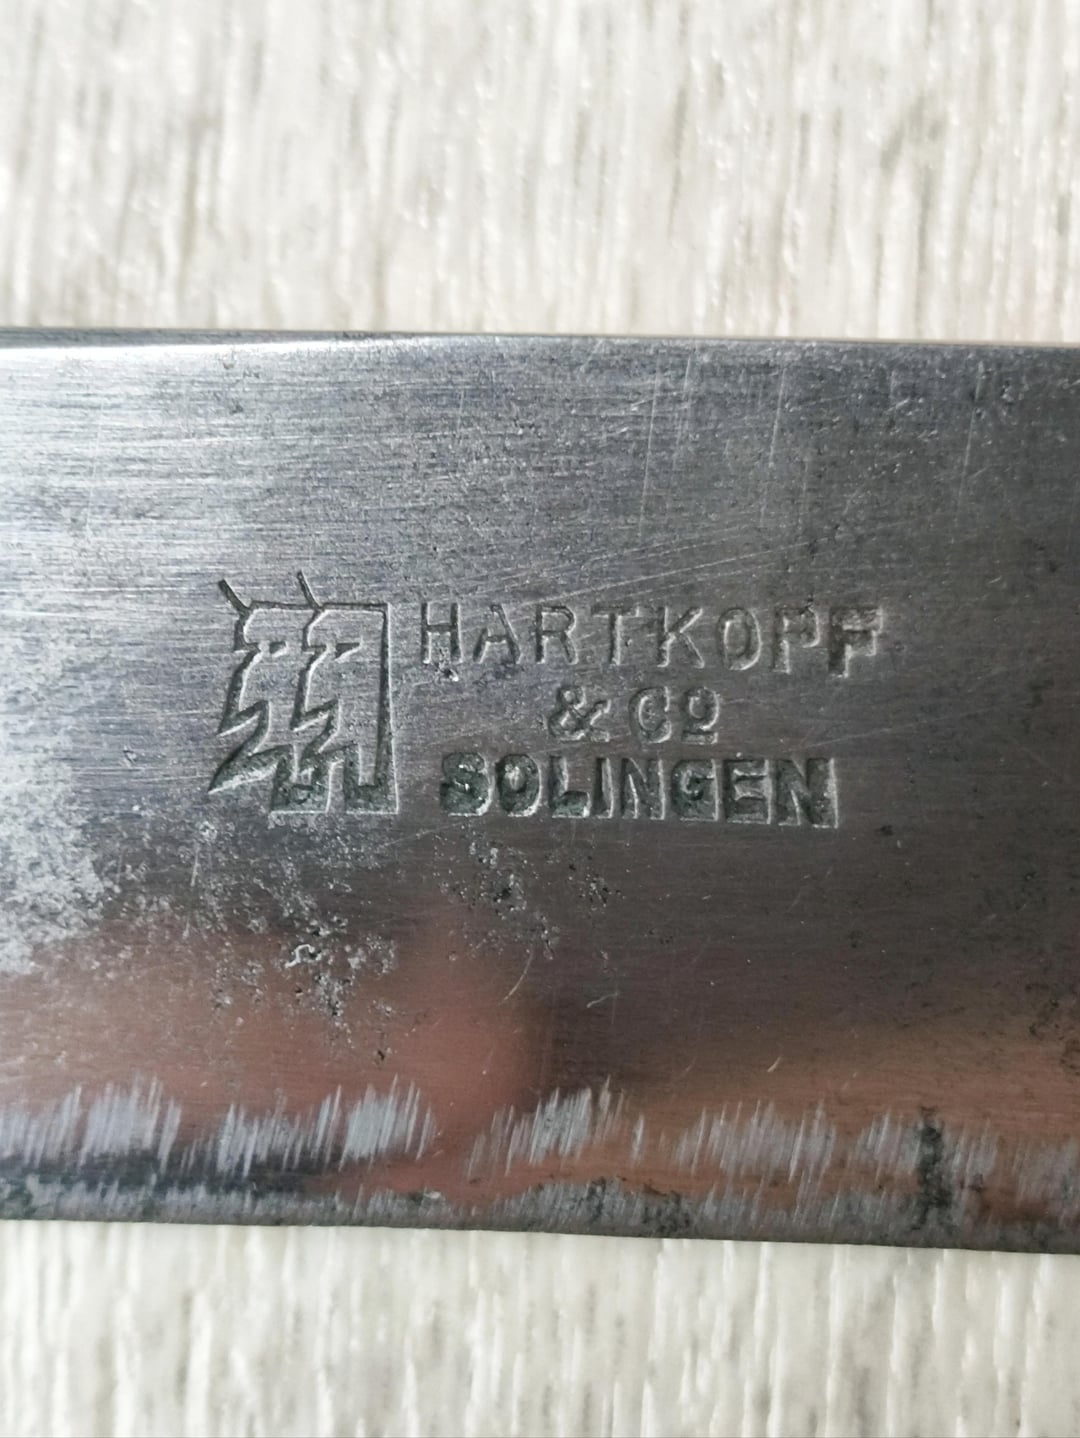 HARTKOPF
& Co
SOLINGEN